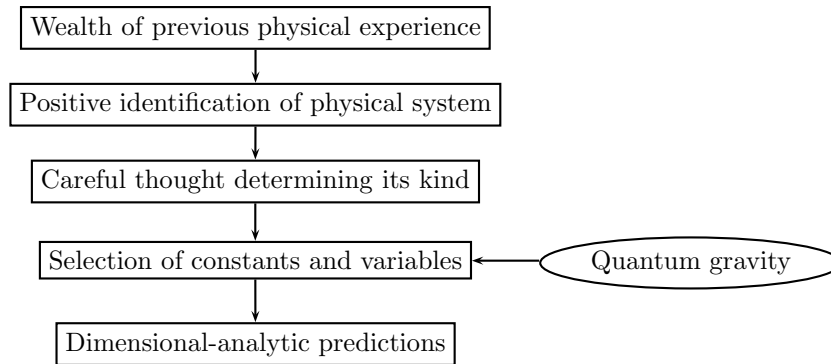 Wealth of previous physical experience
Positive identification of physical system
Careful thought determining its kind
Selection of constants and variables
Quantum gravity
Dimensional-analytic predictions